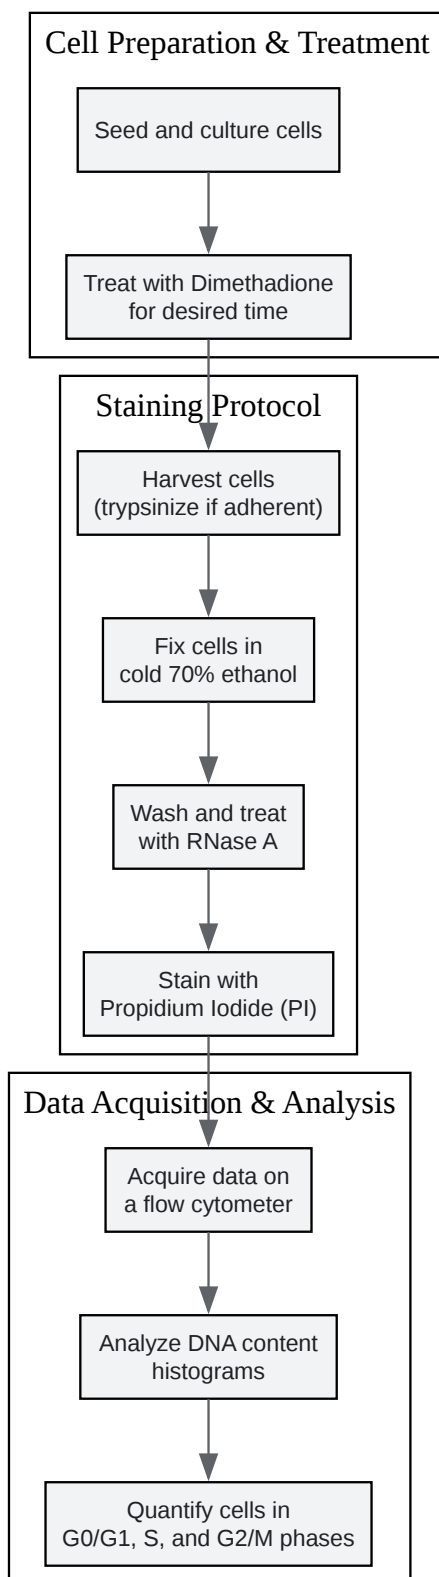 Cell Preparation & Treatment
Seed and culture cells
Treat with Dimethadione
for desired time
Staining Protocol
Harvest cells
(trypsinize if adherent)
Fix cells in
cold 70% ethanol
Wash and treat
with RNase A
Stain with
Propidium Iodide (PI)
Data Acquisition & Analysis
Acquire data on
a flow cytometer
Analyze DNA content
histograms
Quantify cells in
G0/G1, S, and G2/M phases